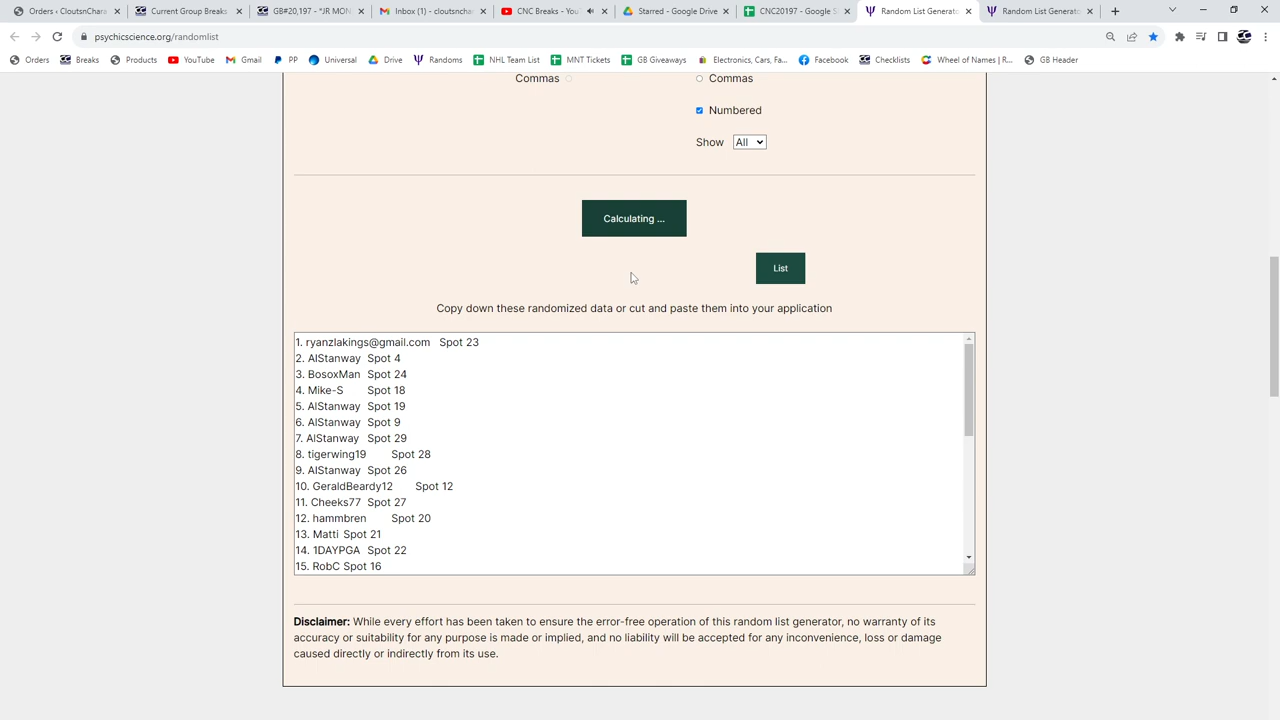 Orders ‹ CloutsnChara
Current Group Breaks
GB#20,197 - *JR MON
Inbox (1) - cloutsnchar
CNC Breaks - You
Starred - Google Drive
CNC20197 - Google S
Random List Generato
Random List Generato
psychicscience.org/randomlist
Orders
Breaks
Products
YouTube
Gmail
PP
Universal
Drive
Randoms
NHL Team List
MNT Tickets
GB Giveaways
Electronics, Cars, Fa...
Facebook
Checklists
Wheel of Names | R...
GB Header
Commas
Commas
Numbered
Show All
Calculating ...
List
Copy down these randomized data or cut and paste them into your application
1. ryanzlakings@gmail.com Spot 23
2. AlStanway Spot 4
3. BosoxMan Spot 24
4. Mike-S Spot 18
5. AlStanway Spot 19
6. AlStanway Spot 9
7. AlStanway Spot 29
8. tigerwing19 Spot 28
9. AlStanway Spot 26
10. GeraldBeardy12 Spot 12
11. Cheeks77 Spot 27
12. hammbren Spot 20
13. Matti Spot 21
14. 1DAYPGA Spot 22
15. RobC Spot 16
Disclaimer: While every effort has been taken to ensure the error-free operation of this random list generator, no warranty of its
accuracy or suitability for any purpose is made or implied, and no liability will be accepted for any inconvenience, loss or damage
caused directly or indirectly from its use.